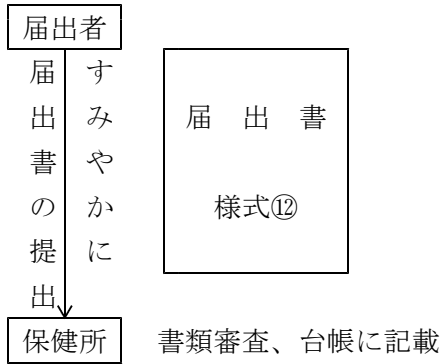 届出者
届出書の提出
すみやかに
届　出　書
様式⑫
保健所
書類審査、台帳に記載